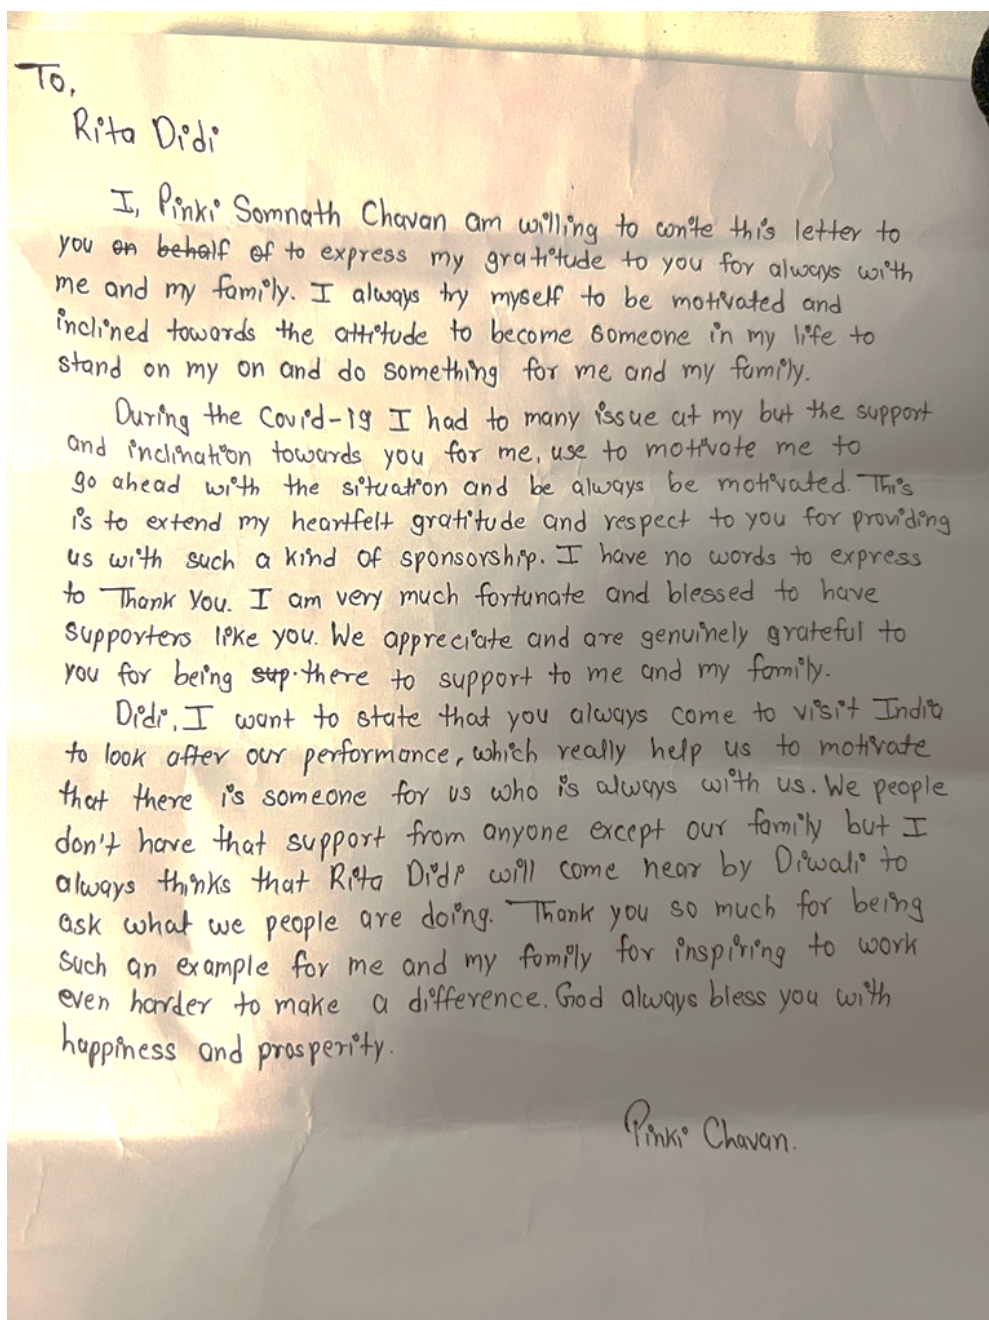 To,
Rita Didi
I, Pinki Somnath Chavan am willing to conite this letter to
you on behalf of to express my gratitude to you for always with
me and my family. I always try myself to be motivated and
inclined towards the attitude to become someone in my life to
stand on my on and do something for me and my family.
During the Covid-19 I had to many issue at my but the support
and inclination towards you for me, use to motivate me to
go ahead with the situation and be always be motivated. This
is to extend my heartfelt gratitude and respect to you for providing
us with such a kind of sponsorship. I have no words to express
to Thank You. I am very much fortunate and blessed to have
supporters like you. We appreciate and are genuinely grateful to
you for being sup. there to support to me and my family.
Didi, I want to state that you always come to visit India
to look after our performance, which really help us to motivate
that there is someone for us who is always with us. We people
don't have that support from anyone except our family but I
always thinks that Rita Didi will come near by Diwali to
ask what we people are doing. Thank you so much for being
Such an example for me and my family for inspiring to work
even harder to make a difference. God always bless you with
happiness and prosperity.
Pinki Chavan.